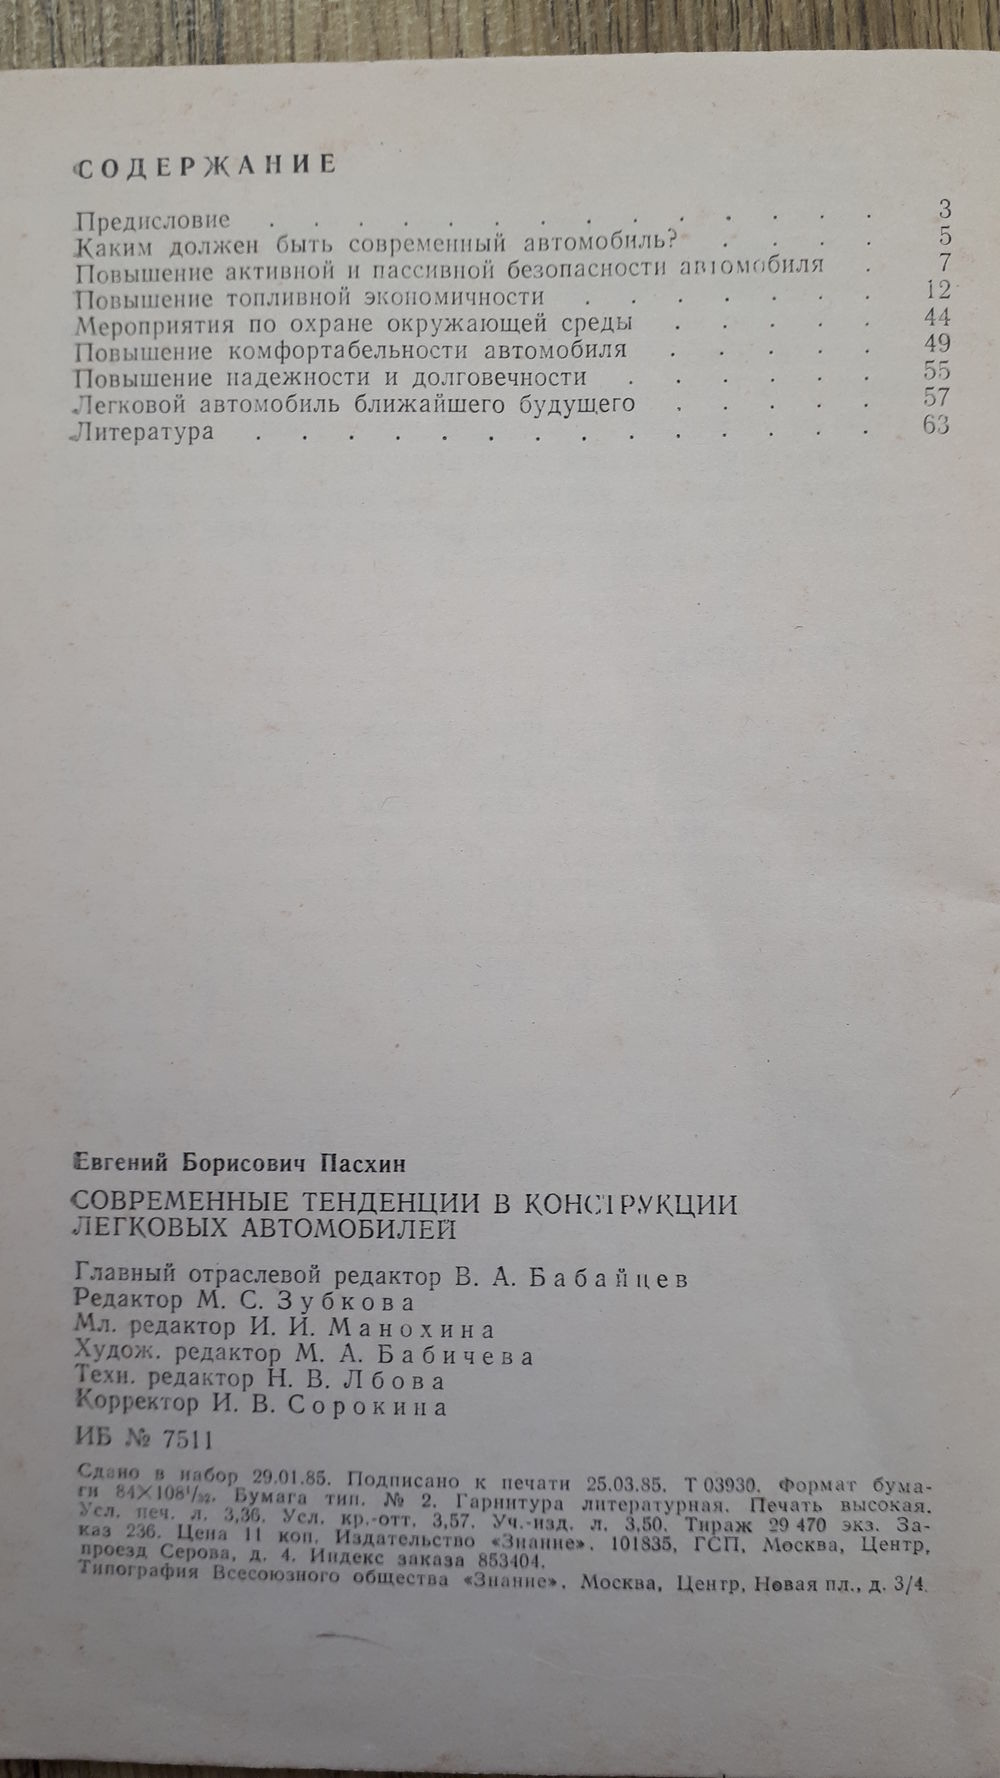 СОДЕРЖАНИЕ
Предисловие . . . . . . . . . . . . . . 3
Каким должен быть современный автомобиль? . . . . 5
Повышение активной и пассивной безопасности автомобиля . 7
Повышение топливной экономичности . . . . . . . 12
Мероприятия по охране окружающей среды . . . . . 44
Повышение комфортабельности автомобиля . . . . . 49
Повышение надежности и долговечности . . . . . . 55
Легковой автомобиль ближайшего будущего . . . . . 57
Литература . . . . . . . . . . . . . . 63
Евгений Борисович Пасхин
СОВРЕМЕННЫЕ ТЕНДЕНЦИИ В КОНСТРУКЦИИ
ЛЕГКОВЫХ АВТОМОБИЛЕЙ
Главный отраслевой редактор В. А. Бабайцев
Редактор М. С. Зубкова
Мл. редактор И. И. Манохина
Худож. редактор М. А. Бабичева
Техн. редактор Н. В. Лбова
Корректор И. В. Сорокина
ИБ № 7511
Сдано в набор 29.01.85. Подписано к печати 25.03.85. Т 03930. Формат бума-
ги 84×108¹/₃₂. Бумага тип. № 2. Гарнитура литературная. Печать высокая.
Усл. печ. л. 3,36. Усл. кр.-отт. 3,57. Уч.-изд. л. 3,50. Тираж 29 470 экз. За-
каз 236. Цена 11 коп. Издательство «Знание». 101835, ГСП, Москва, Центр,
проезд Серова, д. 4. Индекс заказа 853404.
Типография Всесоюзного общества «Знание». Москва, Центр, Новая пл., д. 3/4.